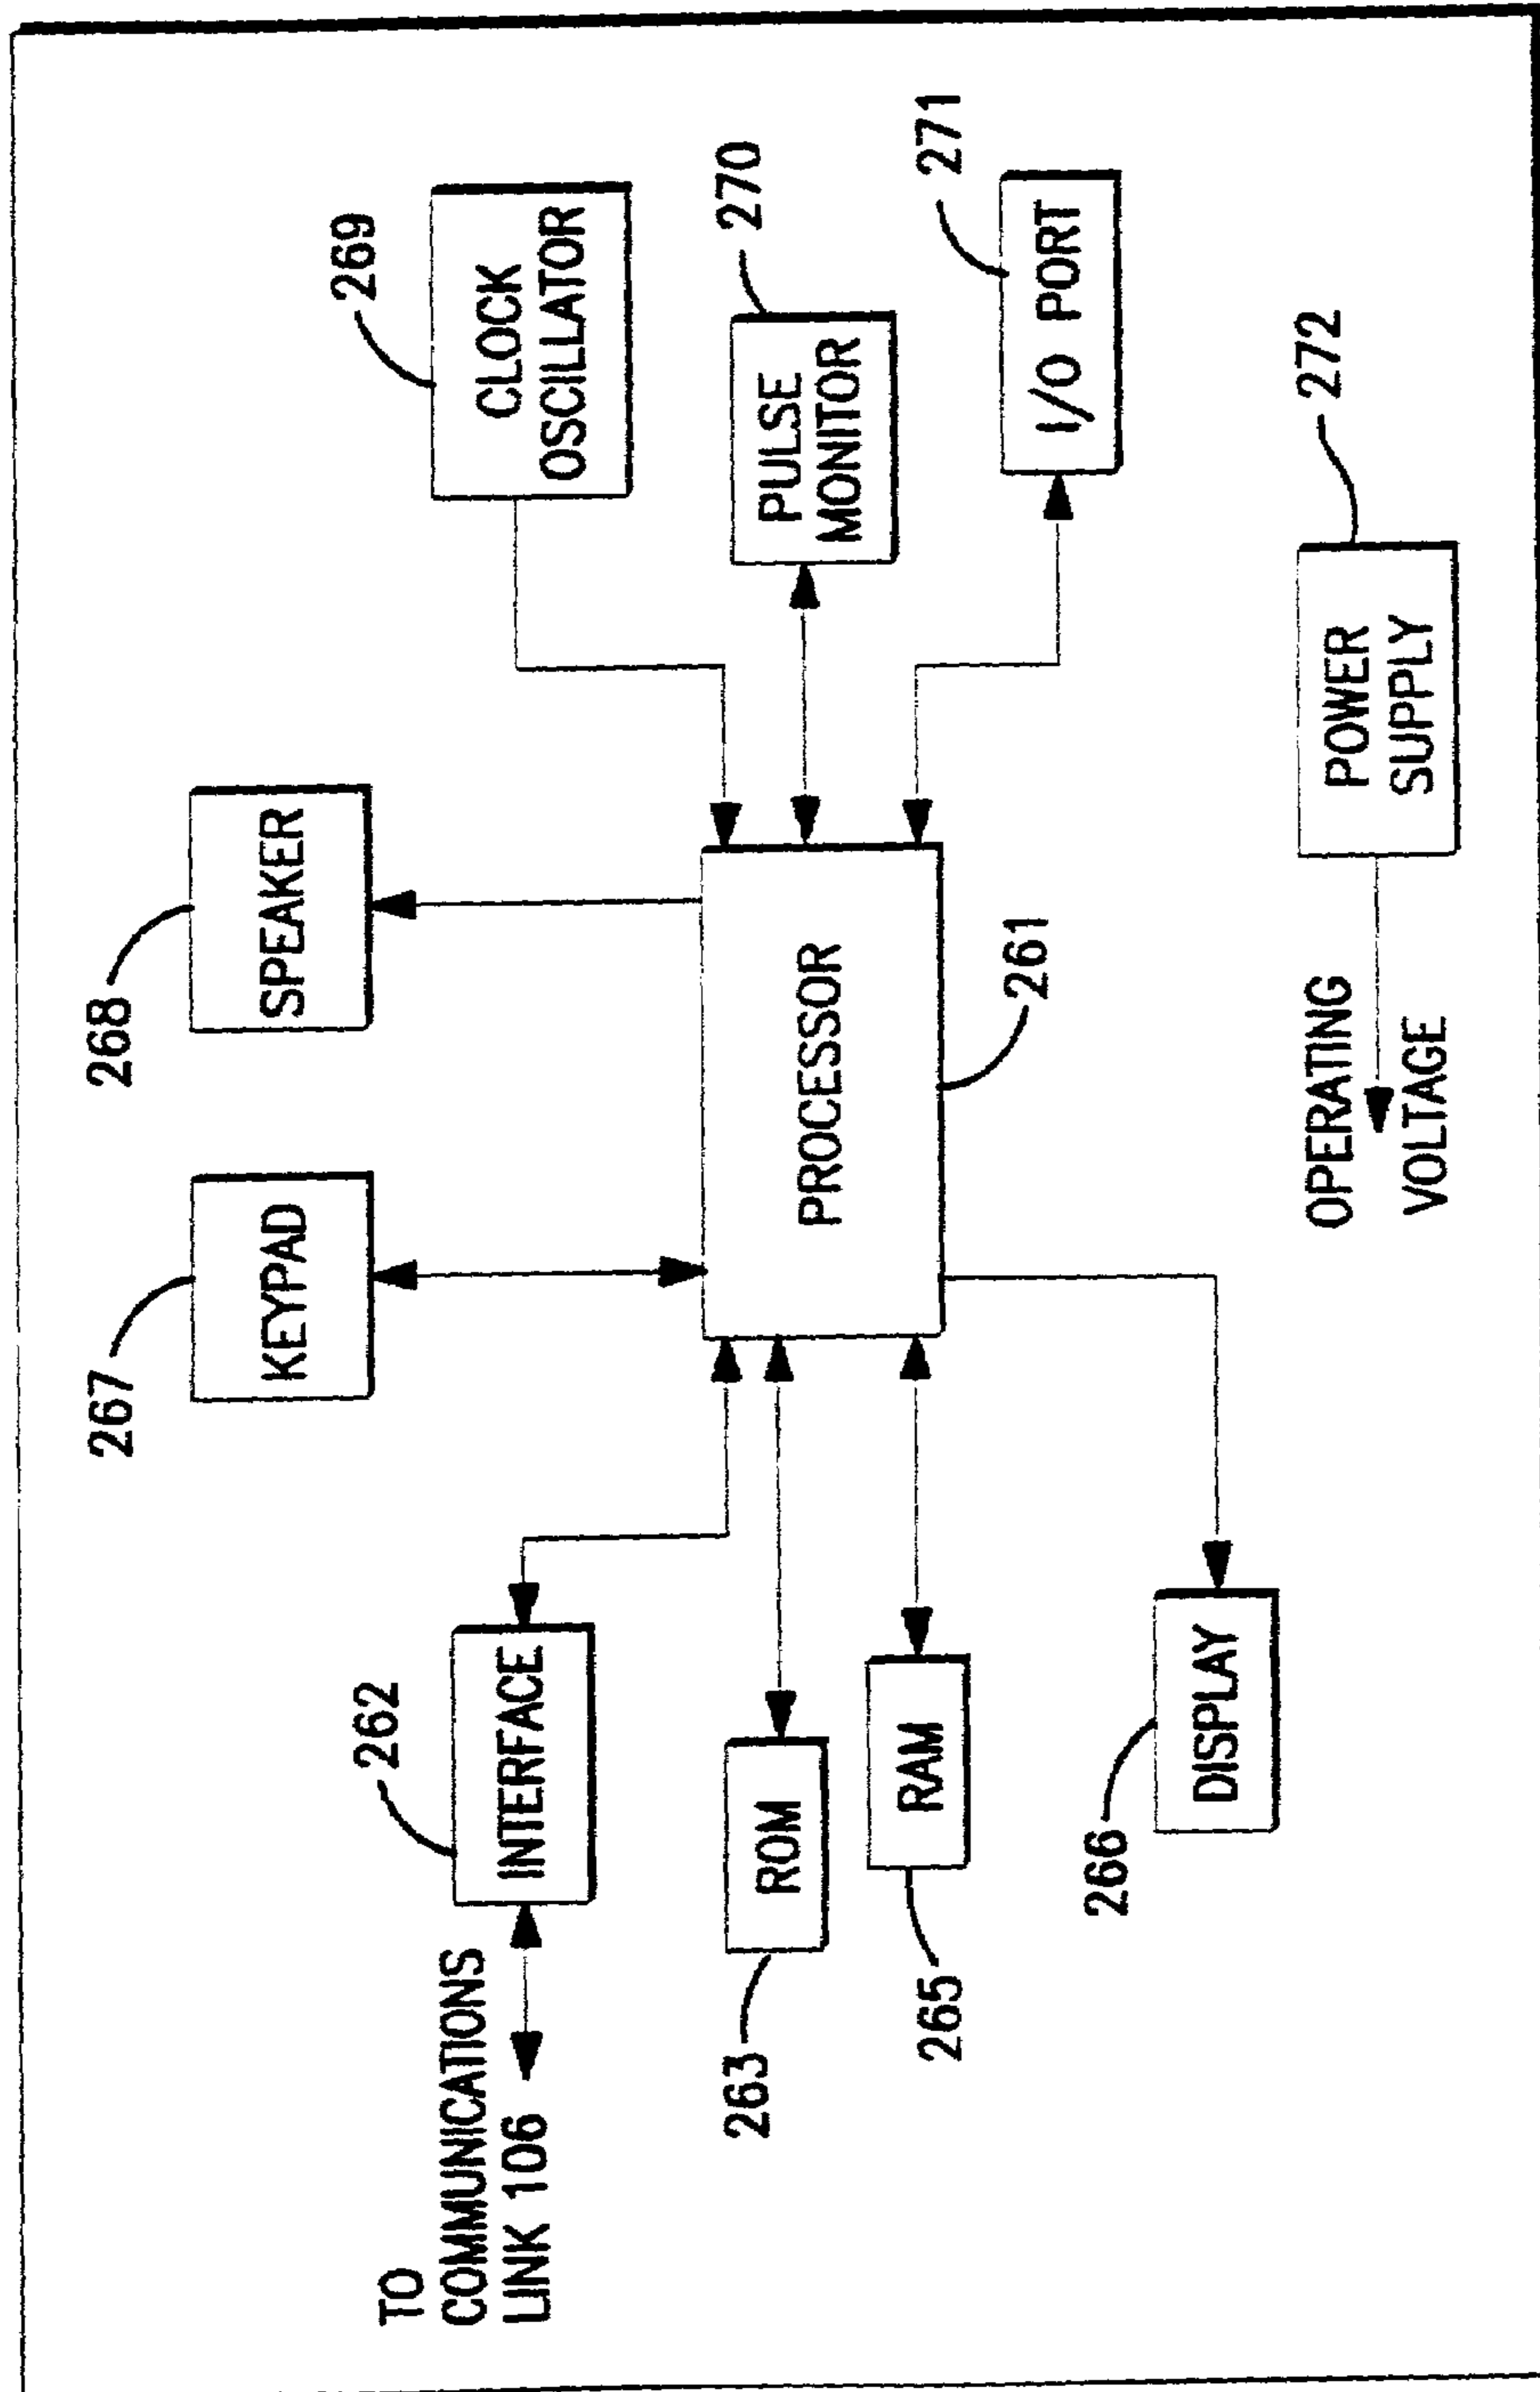 268
SPEAKER
267
KEYPAD
269
CLOCK
OSCILLATOR
262
INTERFACE
TO
COMMUNICATIONS
LINK 106
270
PULSE
MONITOR
263
ROM
PROCESSOR
261
265
RAM
271
I/O PORT
266
DISPLAY
272
POWER
SUPPLY
OPERATING
VOLTAGE